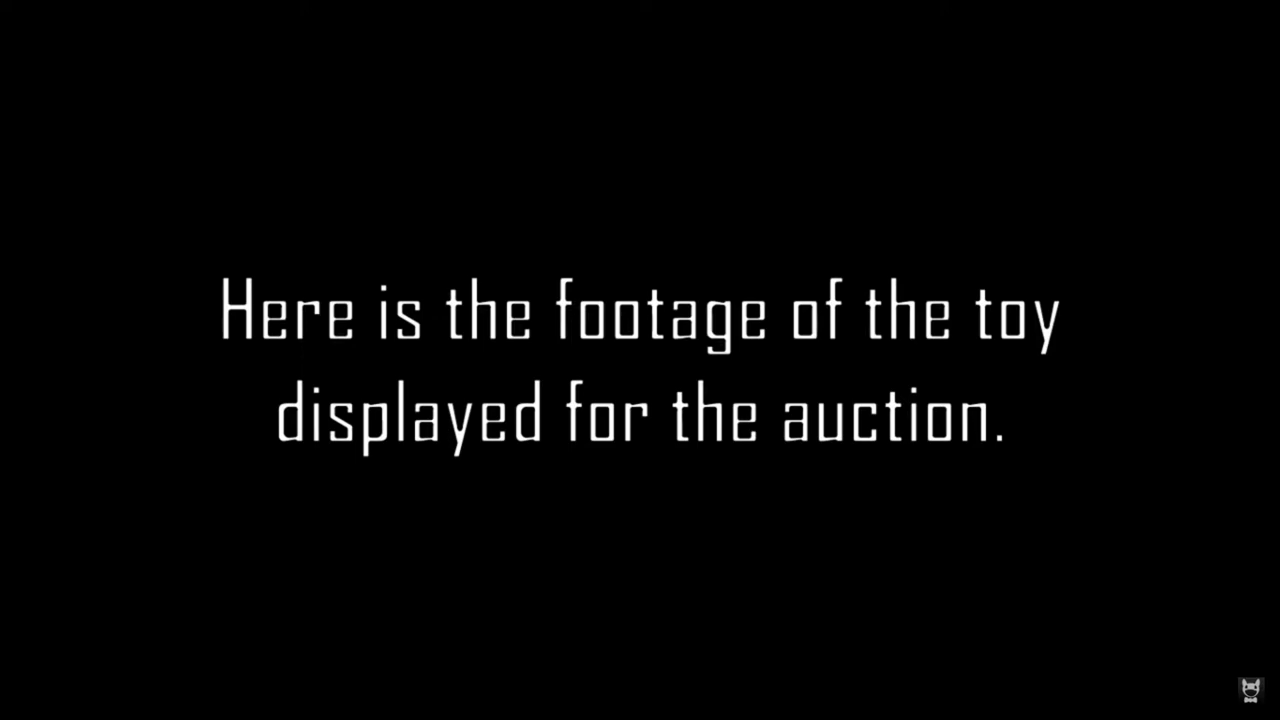 Here is the footage of the toy
displayed for the auction.